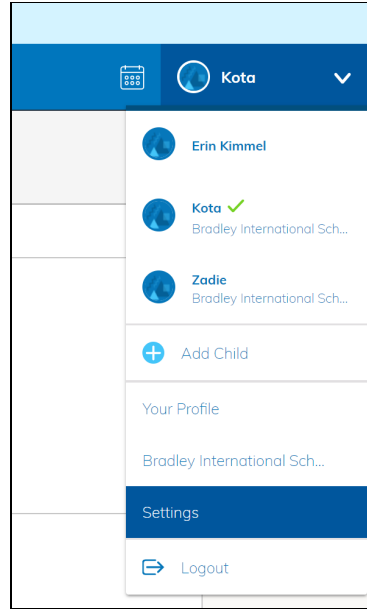 Kota
Erin Kimmel
Kota
Bradley International Sch...
Zadie
Bradley International Sch...
Add Child
Your Profile
Bradley International Sch...
Settings
Logout